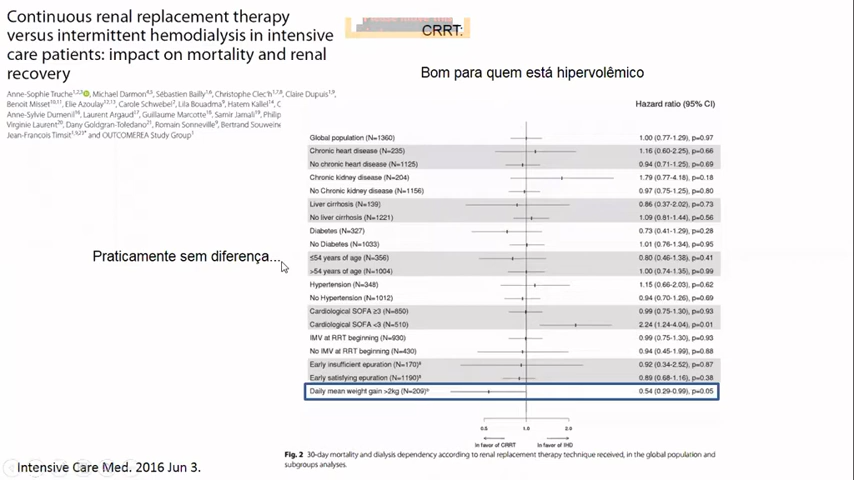 Continuous renal replacement therapy
versus intermittent hemodialysis in intensive
care patients: impact on mortality and renal
recovery
Anne-Sophie Truche, Michael Darmon, Sébastien Bailly, Christophe Clec'h, Claire Dupuis,
Benoit Misset, Elie Azoulay, Carole Schwebel, Lila Bouadma, Hatem Kallel, C
Anne-Sylvie Dumenil, Laurent Argaud, Guillaume Marcotte, Samir Jamali, Philip
Virginie Laurent, Dany Goldgran-Toledano, Romain Sonneville, Bertrand Souweine
Jean-François Timsit and OUTCOMEREA Study Group
CRRT:
Bom para quem está hipervolêmico
Praticamente sem diferença...
Hazard ratio (95% CI)
Global population (N=1360) 1.00 (0.77-1.29), p=0.97
Chronic heart disease (N=235) 1.16 (0.60-2.25), p=0.66
No chronic heart disease (N=1125) 0.94 (0.71-1.25), p=0.69
Chronic kidney disease (N=204) 1.79 (0.77-4.18), p=0.18
No Chronic kidney disease (N=1156) 0.97 (0.75-1.25), p=0.80
Liver cirrhosis (N=139) 0.86 (0.37-2.02), p=0.73
No liver cirrhosis (N=1221) 1.09 (0.81-1.44), p=0.56
Diabetes (N=327) 0.73 (0.41-1.29), p=0.28
No Diabetes (N=1033) 1.01 (0.76-1.34), p=0.95
≤54 years of age (N=356) 0.80 (0.46-1.38), p=0.41
>54 years of age (N=1004) 1.00 (0.74-1.35), p=0.99
Hypertension (N=348) 1.15 (0.66-2.03), p=0.62
No Hypertension (N=1012) 0.94 (0.70-1.26), p=0.69
Cardiological SOFA ≥3 (N=850) 0.99 (0.75-1.30), p=0.93
Cardiological SOFA <3 (N=510) 2.24 (1.24-4.04), p=0.01
IMV at RRT beginning (N=930) 0.99 (0.75-1.30), p=0.93
No IMV at RRT beginning (N=430) 0.94 (0.45-1.99), p=0.88
Early insufficient epuration (N=170) 0.92 (0.34-2.52), p=0.87
Early satisfying epuration (N=1190) 0.89 (0.68-1.16), p=0.38
Daily mean weight gain >2kg (N=209) 0.54 (0.29-0.99), p=0.05
0.5 1.0 2.0
In favor of CRRT In favor of IHD
Fig. 2 30-day mortality and dialysis dependency according to renal replacement therapy technique received, in the global population and
subgroups analyses.
Intensive Care Med. 2016 Jun 3.